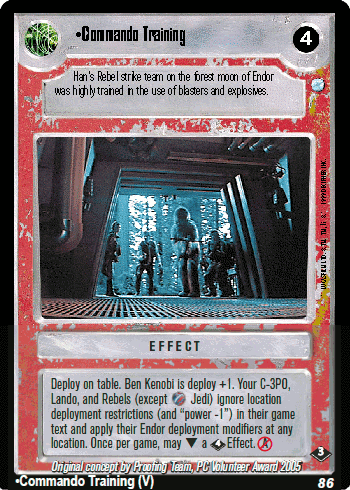 •Commando Training
4
Han's Rebel strike team on the forest moon of Endor
was highly trained in the use of blasters and explosives.
EFFECT
Deploy on table. Ben Kenobi is deploy +1. Your C-3PO,
Lando, and Rebels (except Jedi) ignore location
deployment restrictions (and “power -1”) in their game
text and apply their Endor deployment modifiers at any
location. Once per game, may ▼ a Effect. A
3
Original concept by Proofing Team, PC Volunteer Award 2005
•Commando Training (V)
86